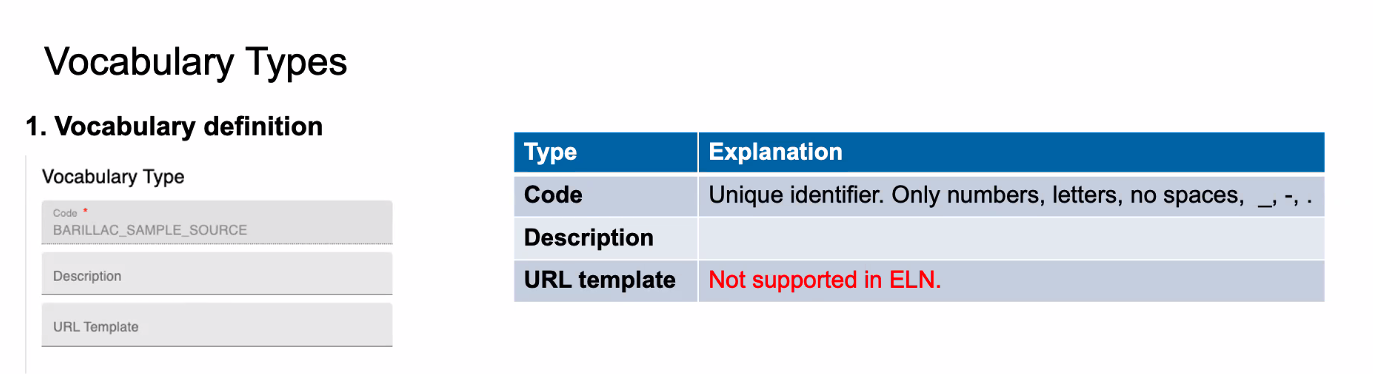 Vocabulary Types
1. Vocabulary definition
Vocabulary Type
Code *
BARILLAC_SAMPLE_SOURCE
Description
URL Template
Type Explanation
Code Unique identifier. Only numbers, letters, no spaces, _, -, .
Description
URL template Not supported in ELN.